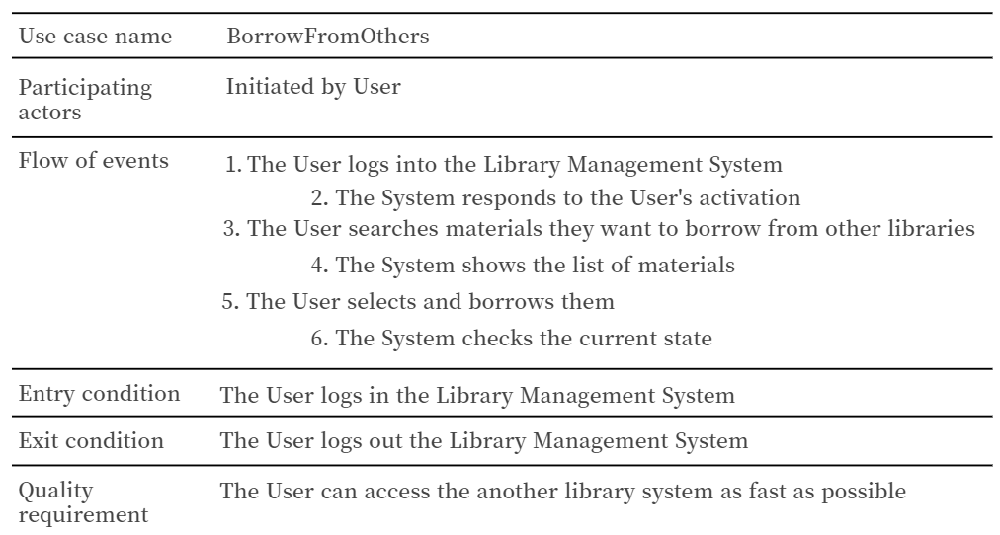 Use case name BorrowFromOthers
Participating actors Initiated by User
Flow of events 1. The User logs into the Library Management System
2. The System responds to the User's activation
3. The User searches materials they want to borrow from other libraries
4. The System shows the list of materials
5. The User selects and borrows them
6. The System checks the current state
Entry condition The User logs in the Library Management System
Exit condition The User logs out the Library Management System
Quality requirement The User can access the another library system as fast as possible